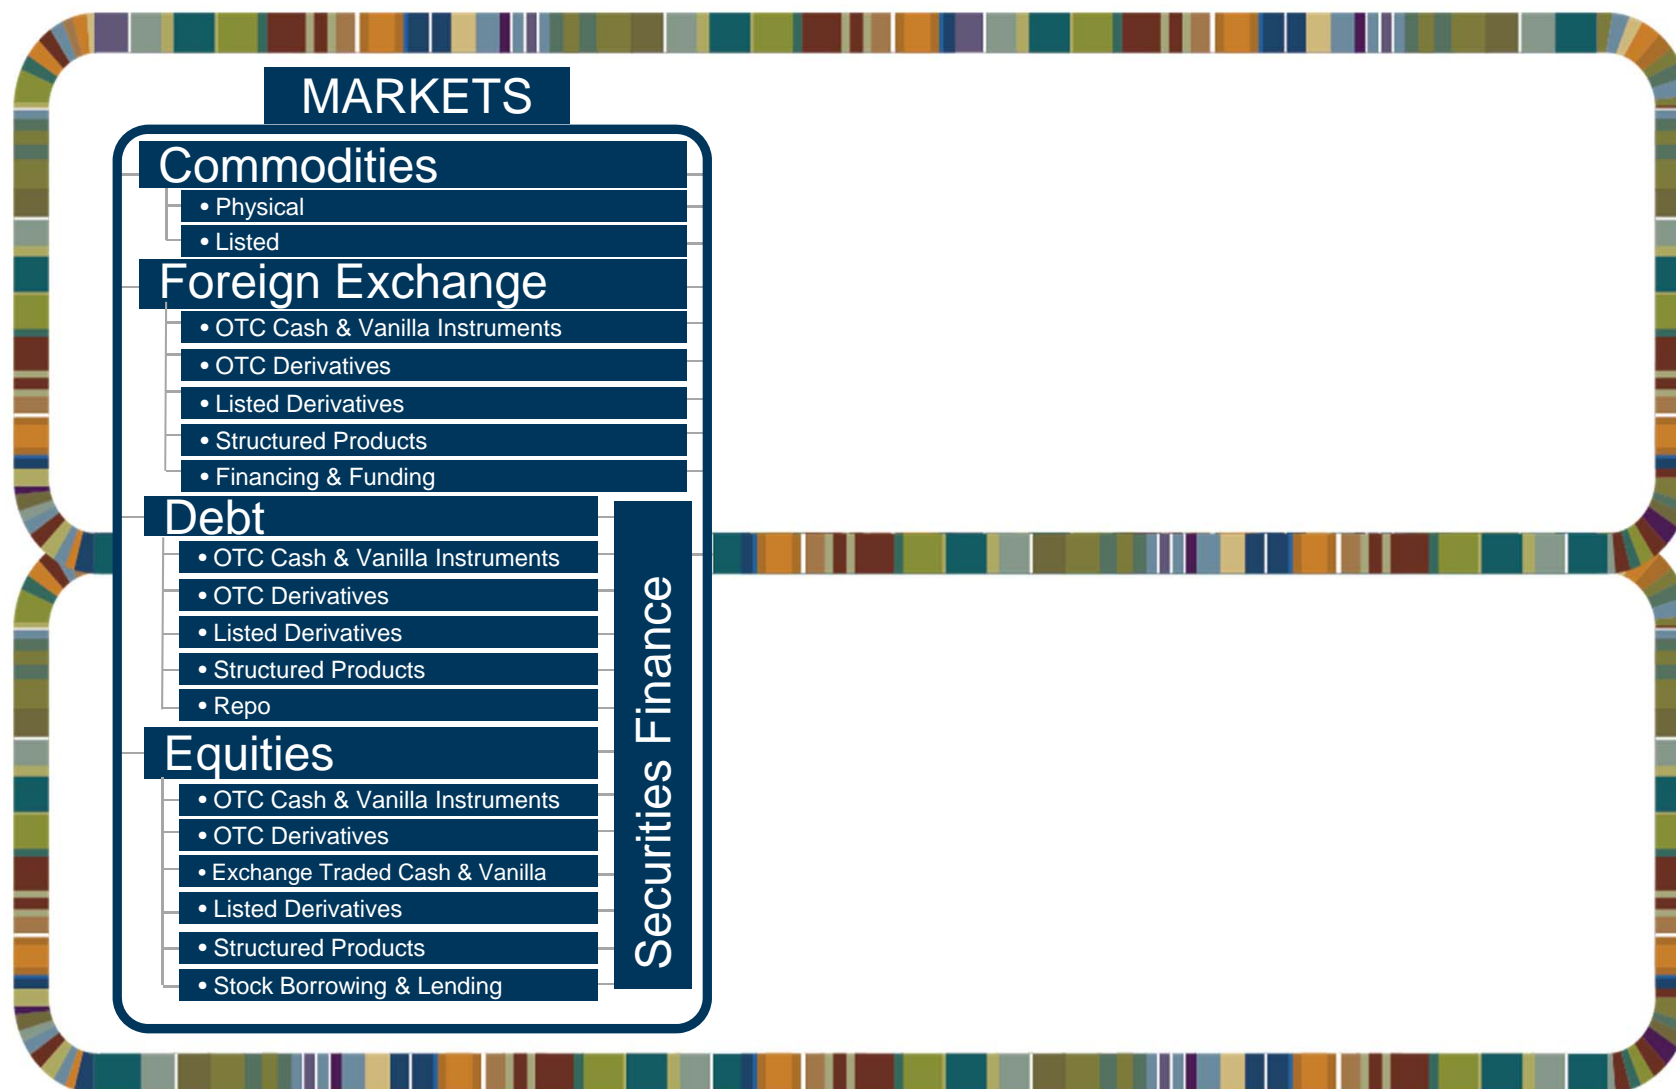 MARKETS
Commodities
• Physical
• Listed
Foreign Exchange
• OTC Cash & Vanilla Instruments
• OTC Derivatives
• Listed Derivatives
• Structured Products
• Financing & Funding
Debt
• OTC Cash & Vanilla Instruments
• OTC Derivatives
• Listed Derivatives
• Structured Products
• Repo
Equities
• OTC Cash & Vanilla Instruments
• OTC Derivatives
• Exchange Traded Cash & Vanilla
• Listed Derivatives
• Structured Products
• Stock Borrowing & Lending
Securities Finance